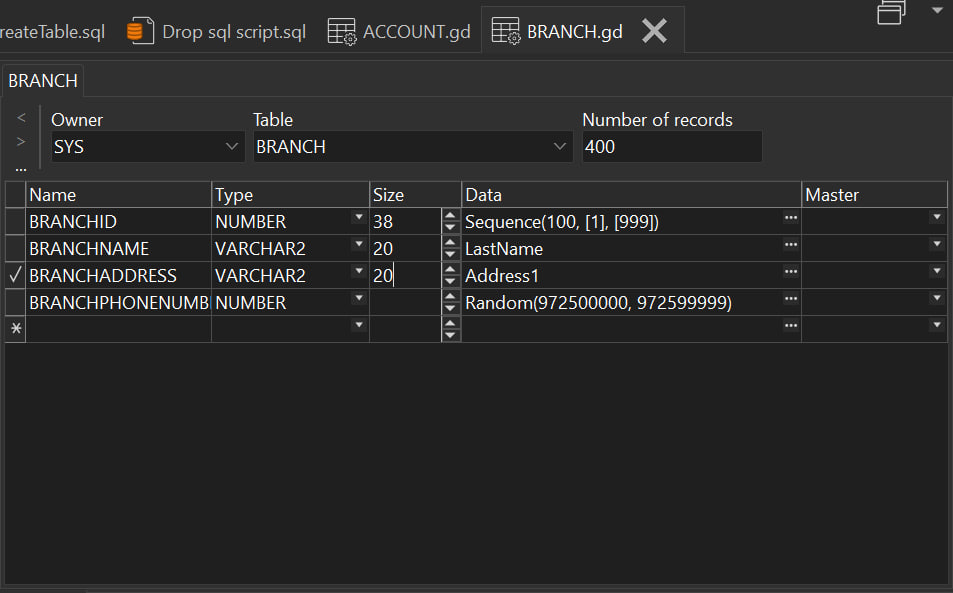 reateTable.sql Drop sql script.sql ACCOUNT.gd BRANCH.gd
BRANCH
< Owner Table Number of records
> SYS BRANCH 400
...
Name Type Size Data Master
BRANCHID NUMBER 38 Sequence(100, [1], [999]) ...
BRANCHNAME VARCHAR2 20 LastName ...
✓ BRANCHADDRESS VARCHAR2 20 Address1 ...
BRANCHPHONENUMB NUMBER Random(972500000, 972599999) ...
* ...